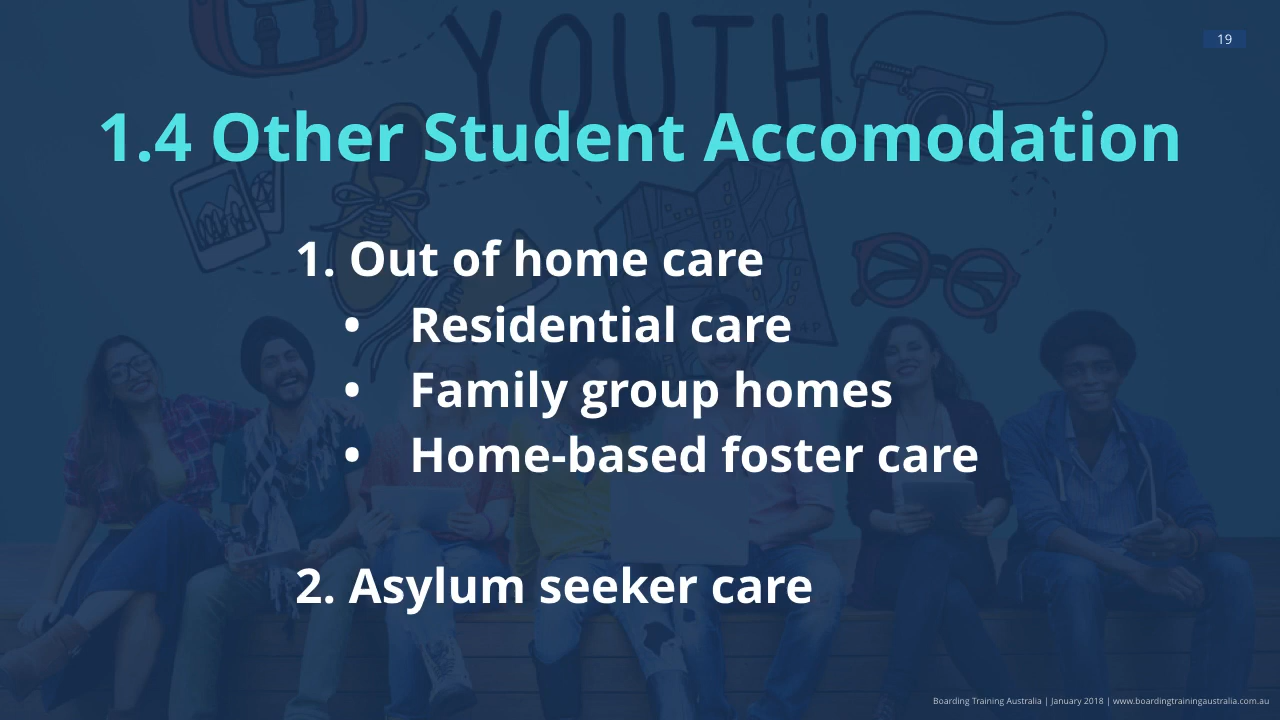 YOUTH
19
1.4 Other Student Accomodation
1. Out of home care
• Residential care
• Family group homes
• Home-based foster care
2. Asylum seeker care
Boarding Training Australia | January 2018 | www.boardingtrainingaustralia.com.au